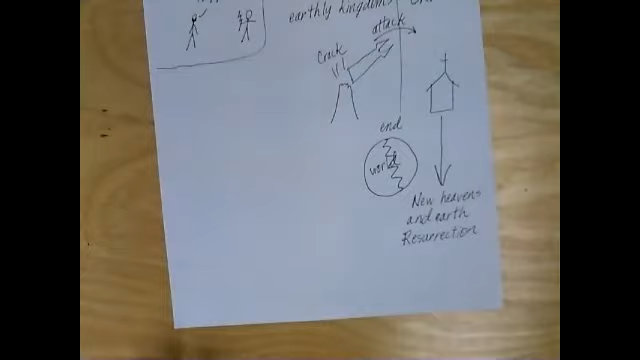 earthly kingdoms
attack
Crack
end
world
New heavens
and earth
Resurrection